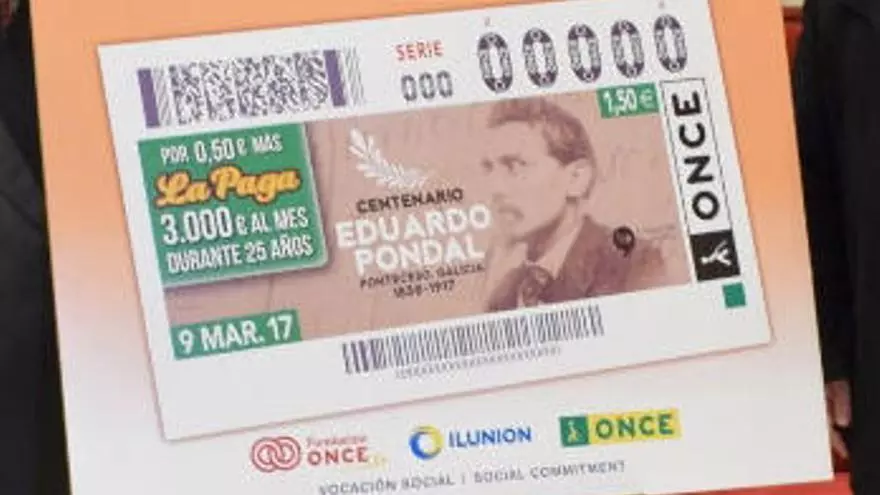 SERIE
000
00000
1,50 €
ONCE
POR 0,50 € MÁS
La Paga
3.000 € AL MES
DURANTE 25 AÑOS
CENTENARIO
EDUARDO
PONDAL
PONTECESO, GALICIA
1835-1917
9 MAR. 17
Fundación
ONCE
ILUNION
ONCE
VOCACIÓN SOCIAL | SOCIAL COMMITMENT